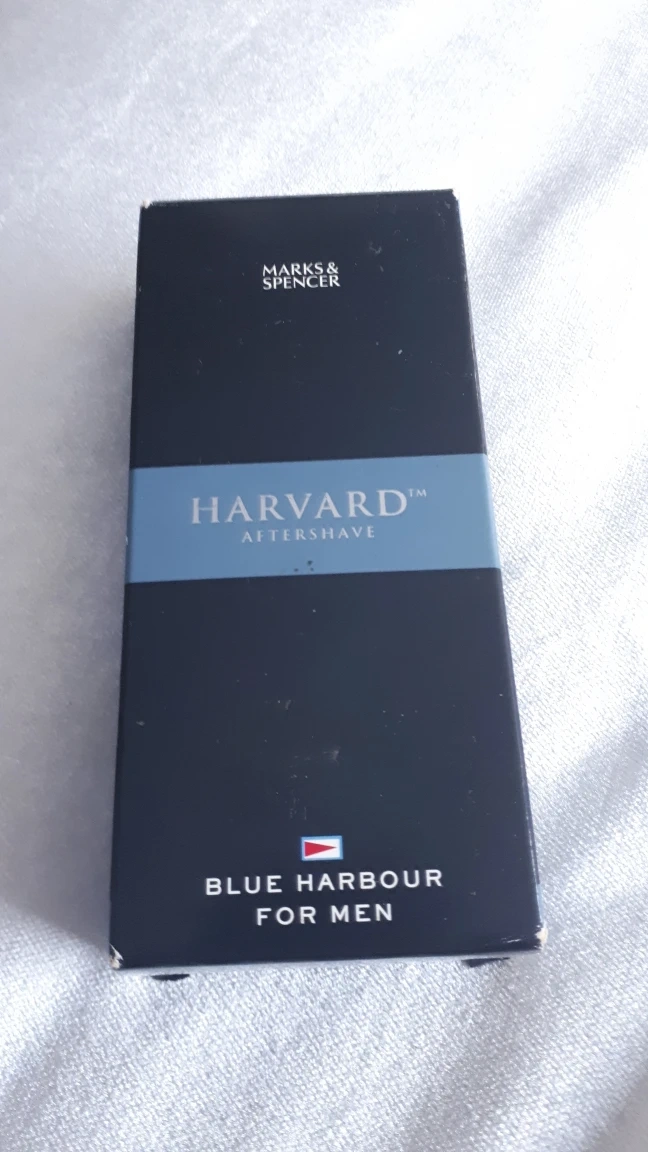 MARKS &
SPENCER
HARVARD™
AFTERSHAVE
BLUE HARBOUR
FOR MEN